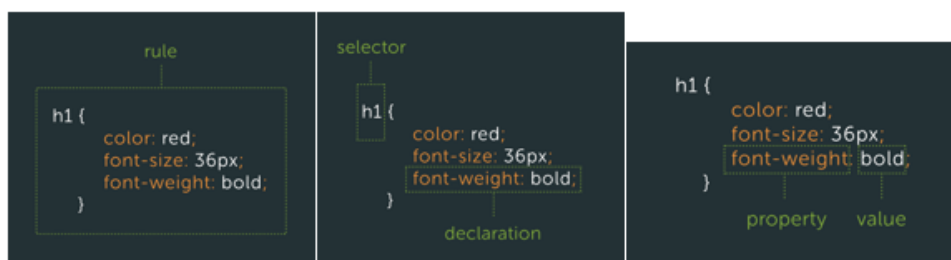 rule
h1 {
color: red;
font-size: 36px;
font-weight: bold;
}
selector
h1 {
color: red;
font-size: 36px;
font-weight: bold;
}
declaration
h1 {
color: red;
font-size: 36px;
font-weight: bold;
}
property value